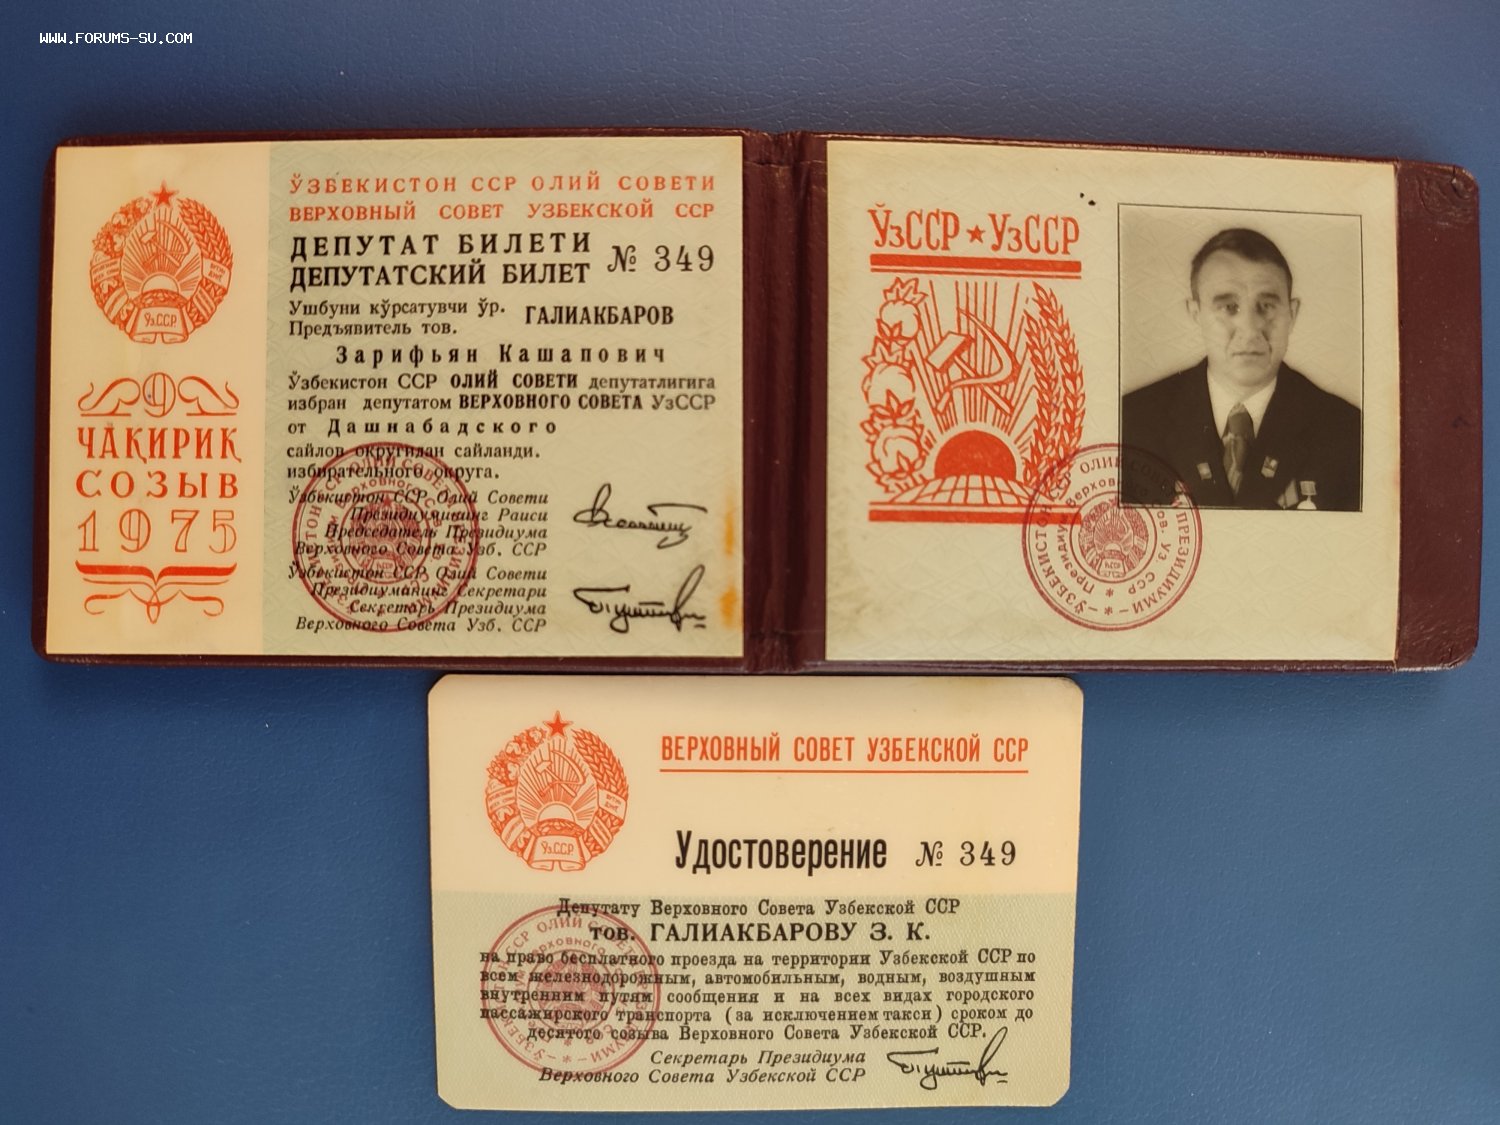 WWW.FORUMS-SU.COM
ЎЗБЕКИСТОН ССР ОЛИЙ СОВЕТИ
ВЕРХОВНЫЙ СОВЕТ УЗБЕКСКОЙ ССР
ДЕПУТАТ БИЛЕТИ
ДЕПУТАТСКИЙ БИЛЕТ
№ 349
Ушбуни кўрсатувчи ўр.
Предъявитель тов.
ГАЛИАКБАРОВ
Зарифьян Кашапович
Ўзбекистон ССР ОЛИЙ СОВЕТИ депутатлигига
избран депутатом ВЕРХОВНОГО СОВЕТА УзССР
от Дашнабадского
сайлов округидан сайланди.
избирательного округа.
Ўзбекистон ССР Олий Совети
Президиумининг Раиси
Председатель Президиума
Верховного Совета Узб. ССР
Ўзбекистон ССР Олий Совети
Президиуманинг Секретари
Секретарь Президиума
Верховного Совета Узб. ССР
ЎзССР
9
ЧАҚИРИҚ
СОЗЫВ
1975
ЎзССР ★ УзССР
ВЕРХОВНЫЙ СОВЕТ УЗБЕКСКОЙ ССР
ЎзССР
Удостоверение № 349
Депутату Верховного Совета Узбекской ССР
тов. ГАЛИАКБАРОВУ З. К.
на право бесплатного проезда на территории Узбекской ССР по
всем железнодорожным, автомобильным, водным, воздушным
внутренним путям сообщения и на всех видах городского
пассажирского транспорта (за исключением такси) сроком до
десятого созыва Верховного Совета Узбекской ССР.
Секретарь Президиума
Верховного Совета Узбекской ССР